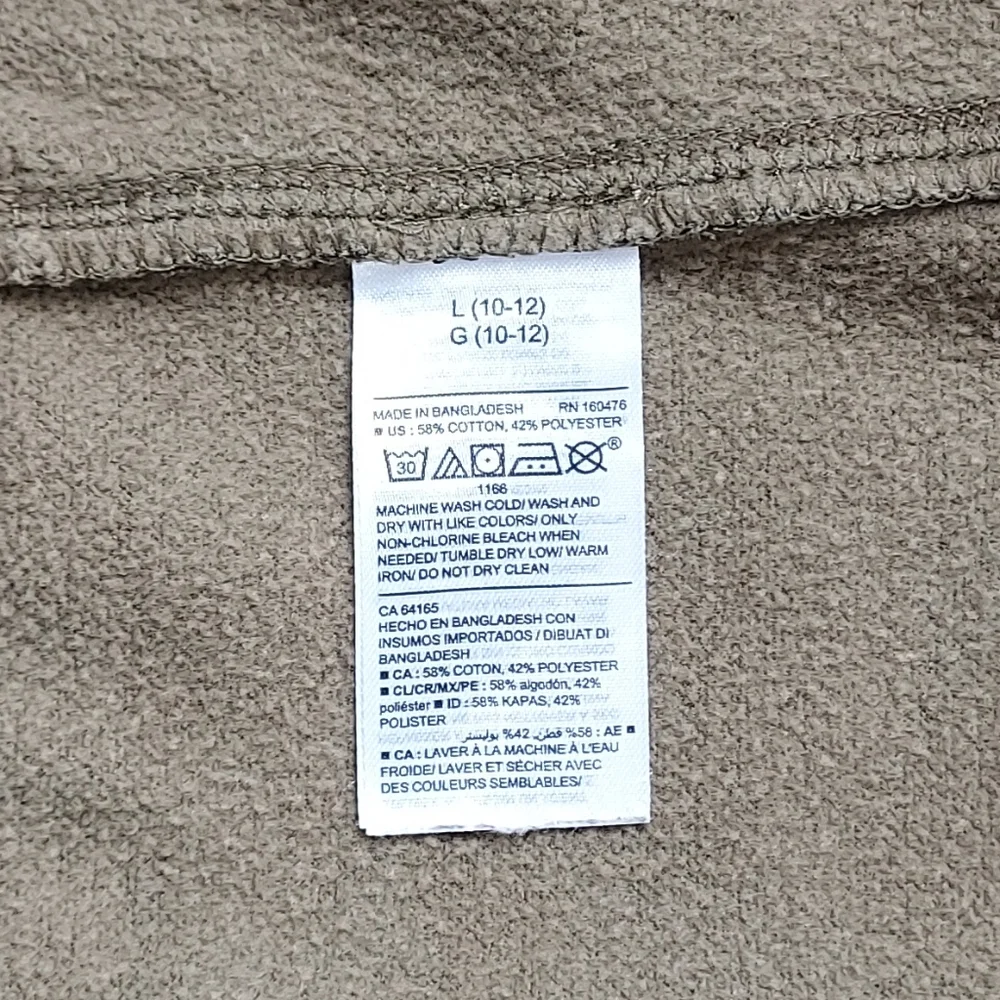 L (10-12)
G (10-12)
MADE IN BANGLADESH RN 160476
US : 58% COTTON, 42% POLYESTER
30 ®
1166
MACHINE WASH COLD/ WASH AND
DRY WITH LIKE COLORS/ ONLY
NON-CHLORINE BLEACH WHEN
NEEDED/ TUMBLE DRY LOW/ WARM
IRON/ DO NOT DRY CLEAN
CA 64165
HECHO EN BANGLADESH CON
INSUMOS IMPORTADOS / DIBUAT DI
BANGLADESH
■ CA : 58% COTON, 42% POLYESTER
■ CL/CR/MX/PE : 58% algodón, 42%
poliéster ■ ID : 58% KAPAS, 42%
POLISTER
■ AE : 58% قطن, 42% بوليستر
■ CA : LAVER À LA MACHINE À L'EAU
FROIDE/ LAVER ET SÉCHER AVEC
DES COULEURS SEMBLABLES/